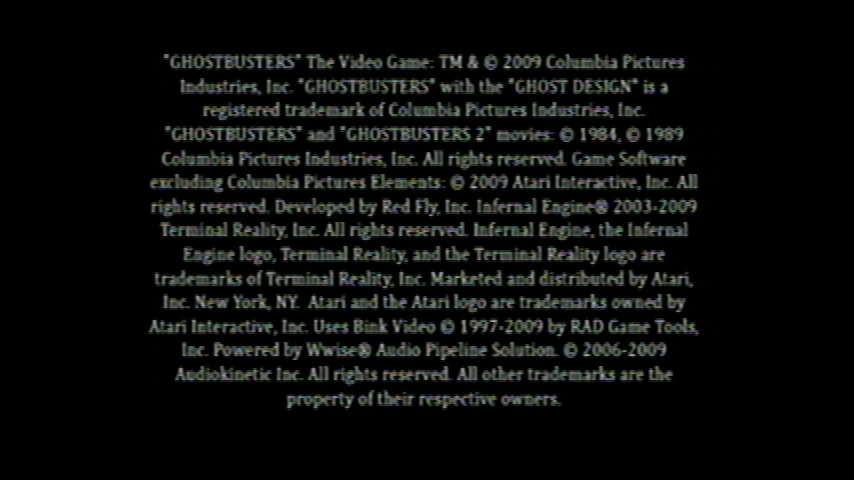 "GHOSTBUSTERS" The Video Game: TM & © 2009 Columbia Pictures
Industries, Inc. "GHOSTBUSTERS" with the "GHOST DESIGN" is a
registered trademark of Columbia Pictures Industries, Inc.
"GHOSTBUSTERS" and "GHOSTBUSTERS 2" movies: © 1984, © 1989
Columbia Pictures Industries, Inc. All rights reserved. Game Software
excluding Columbia Pictures Elements: © 2009 Atari Interactive, Inc. All
rights reserved. Developed by Red Fly, Inc. Infernal Engine® 2003-2009
Terminal Reality, Inc. All rights reserved. Infernal Engine, the Infernal
Engine logo, Terminal Reality, and the Terminal Reality logo are
trademarks of Terminal Reality, Inc. Marketed and distributed by Atari,
Inc. New York, NY. Atari and the Atari logo are trademarks owned by
Atari Interactive, Inc. Uses Bink Video © 1997-2009 by RAD Game Tools,
Inc. Powered by Wwise® Audio Pipeline Solution. © 2006-2009
Audiokinetic Inc. All rights reserved. All other trademarks are the
property of their respective owners.